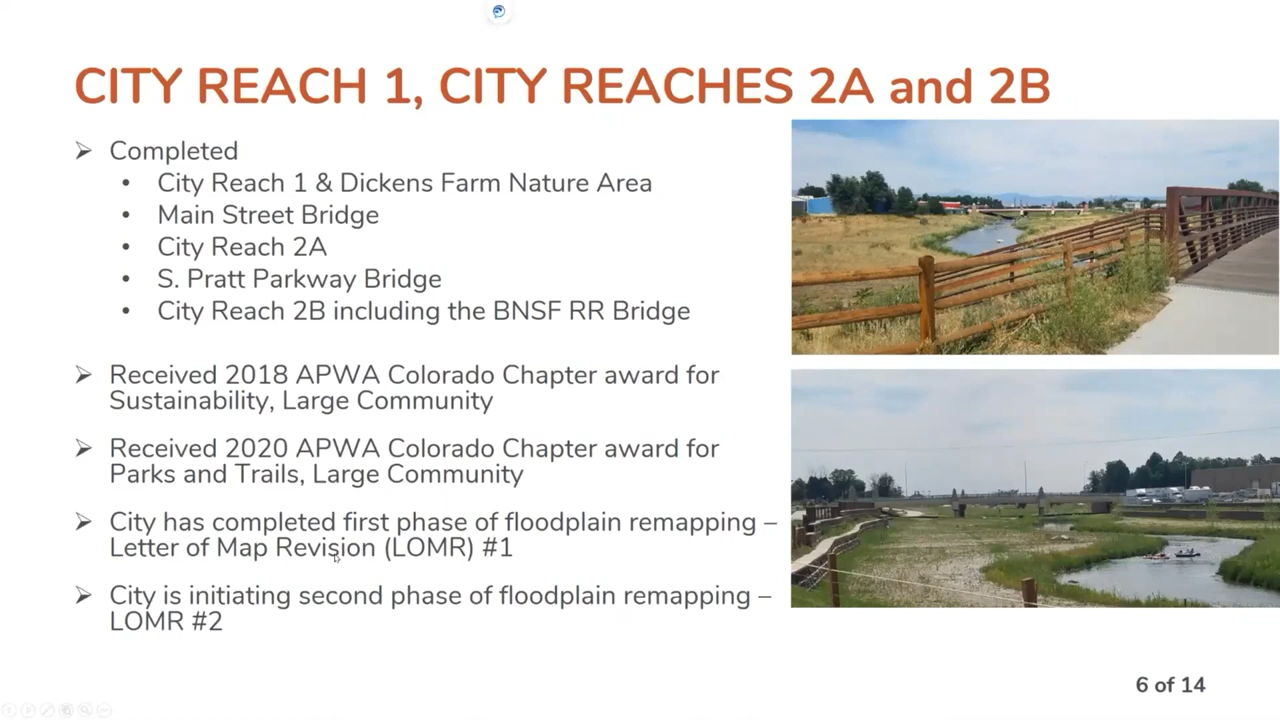 CITY REACH 1, CITY REACHES 2A and 2B
➢ Completed
• City Reach 1 & Dickens Farm Nature Area
• Main Street Bridge
• City Reach 2A
• S. Pratt Parkway Bridge
• City Reach 2B including the BNSF RR Bridge
➢ Received 2018 APWA Colorado Chapter award for
Sustainability, Large Community
➢ Received 2020 APWA Colorado Chapter award for
Parks and Trails, Large Community
➢ City has completed first phase of floodplain remapping –
Letter of Map Revision (LOMR) #1
➢ City is initiating second phase of floodplain remapping –
LOMR #2
6 of 14